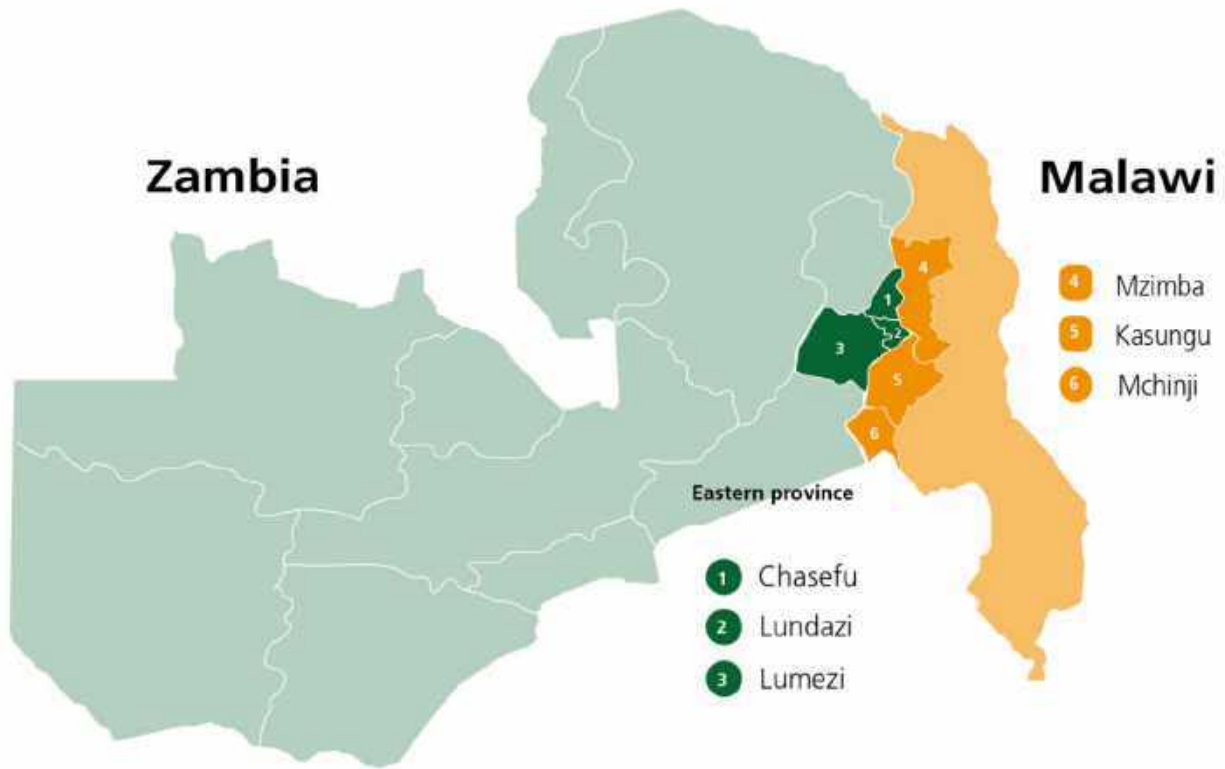 Zambia
Malawi
4
1
2
3
5
6
4 Mzimba
5 Kasungu
6 Mchinji
Eastern province
1 Chasefu
2 Lundazi
3 Lumezi